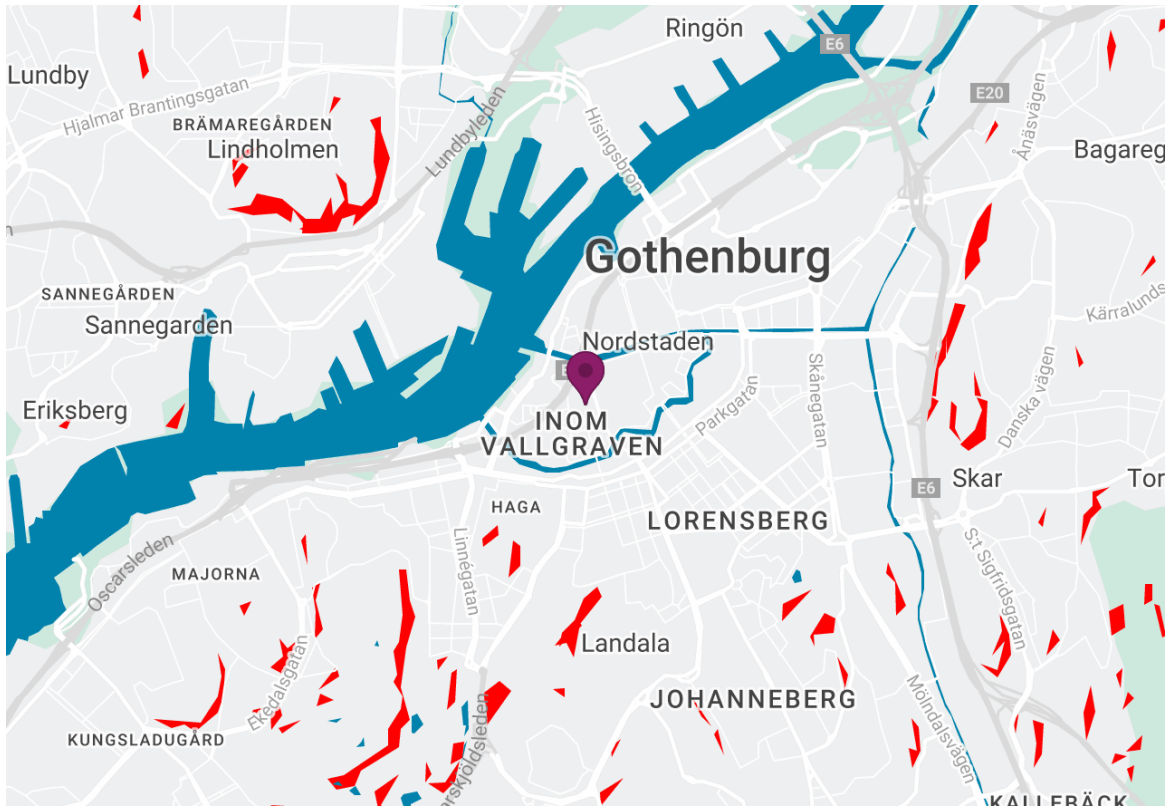 Ringön
E6
Lundby
E20
Hjalmar Brantingsgatan
BRÄMAREGÅRDEN
Lindholmen
Lundbyleden
Hisingsbron
Ånäsvägen
Bagareg
n
Gothenburg
SANNEGÅRDEN
Sannegarden
Kärralunds
Nordstaden
E
Skånegatan
Parkgatan
Danska vägen
Eriksberg
INOM
VALLGRAVEN
Skar
Tor
E6
HAGA
LORENSBERG
Linnégatan
Oscarsleden
MAJORNA
S:t Sigfridsgatan
Landala
Ekedalsgatan
JOHANNEBERG
Mölndalsvägen
KUNGSLADUGÅRD
erskjöldsleden
KALLEBÄCK